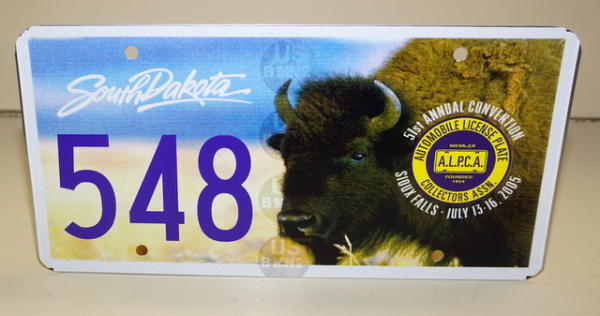 South Dakota
548
51st ANNDAL CONVENTION
AUTOMOBILE LICENSE PLATE
MEMBER
A.L.P.C.A.
FOUNDED
1954
COLLECTORS ASSN.
SIOUX FALLS · JULY 13-16, 2005